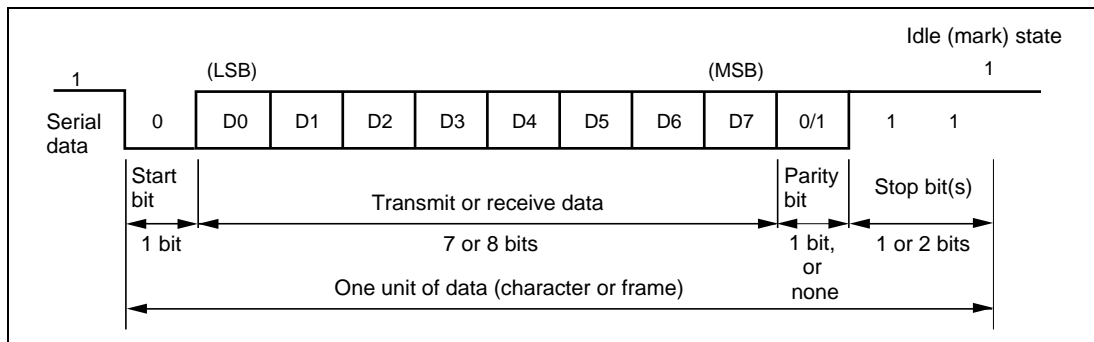 Idle (mark) state
1 (LSB) (MSB) 1
Serial data
0 D0 D1 D2 D3 D4 D5 D6 D7 0/1 1 1
Start bit
Transmit or receive data
Parity bit
Stop bit(s)
1 bit
7 or 8 bits
1 bit, or none
1 or 2 bits
One unit of data (character or frame)